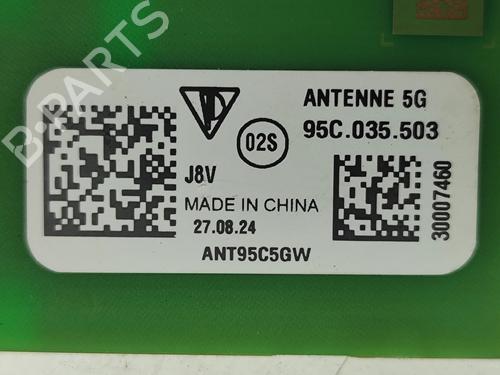 B-PARTS
ANTENNE 5G
95C.035.503
02S
J8V
MADE IN CHINA
27.08.24
30007460
ANT95C5GW